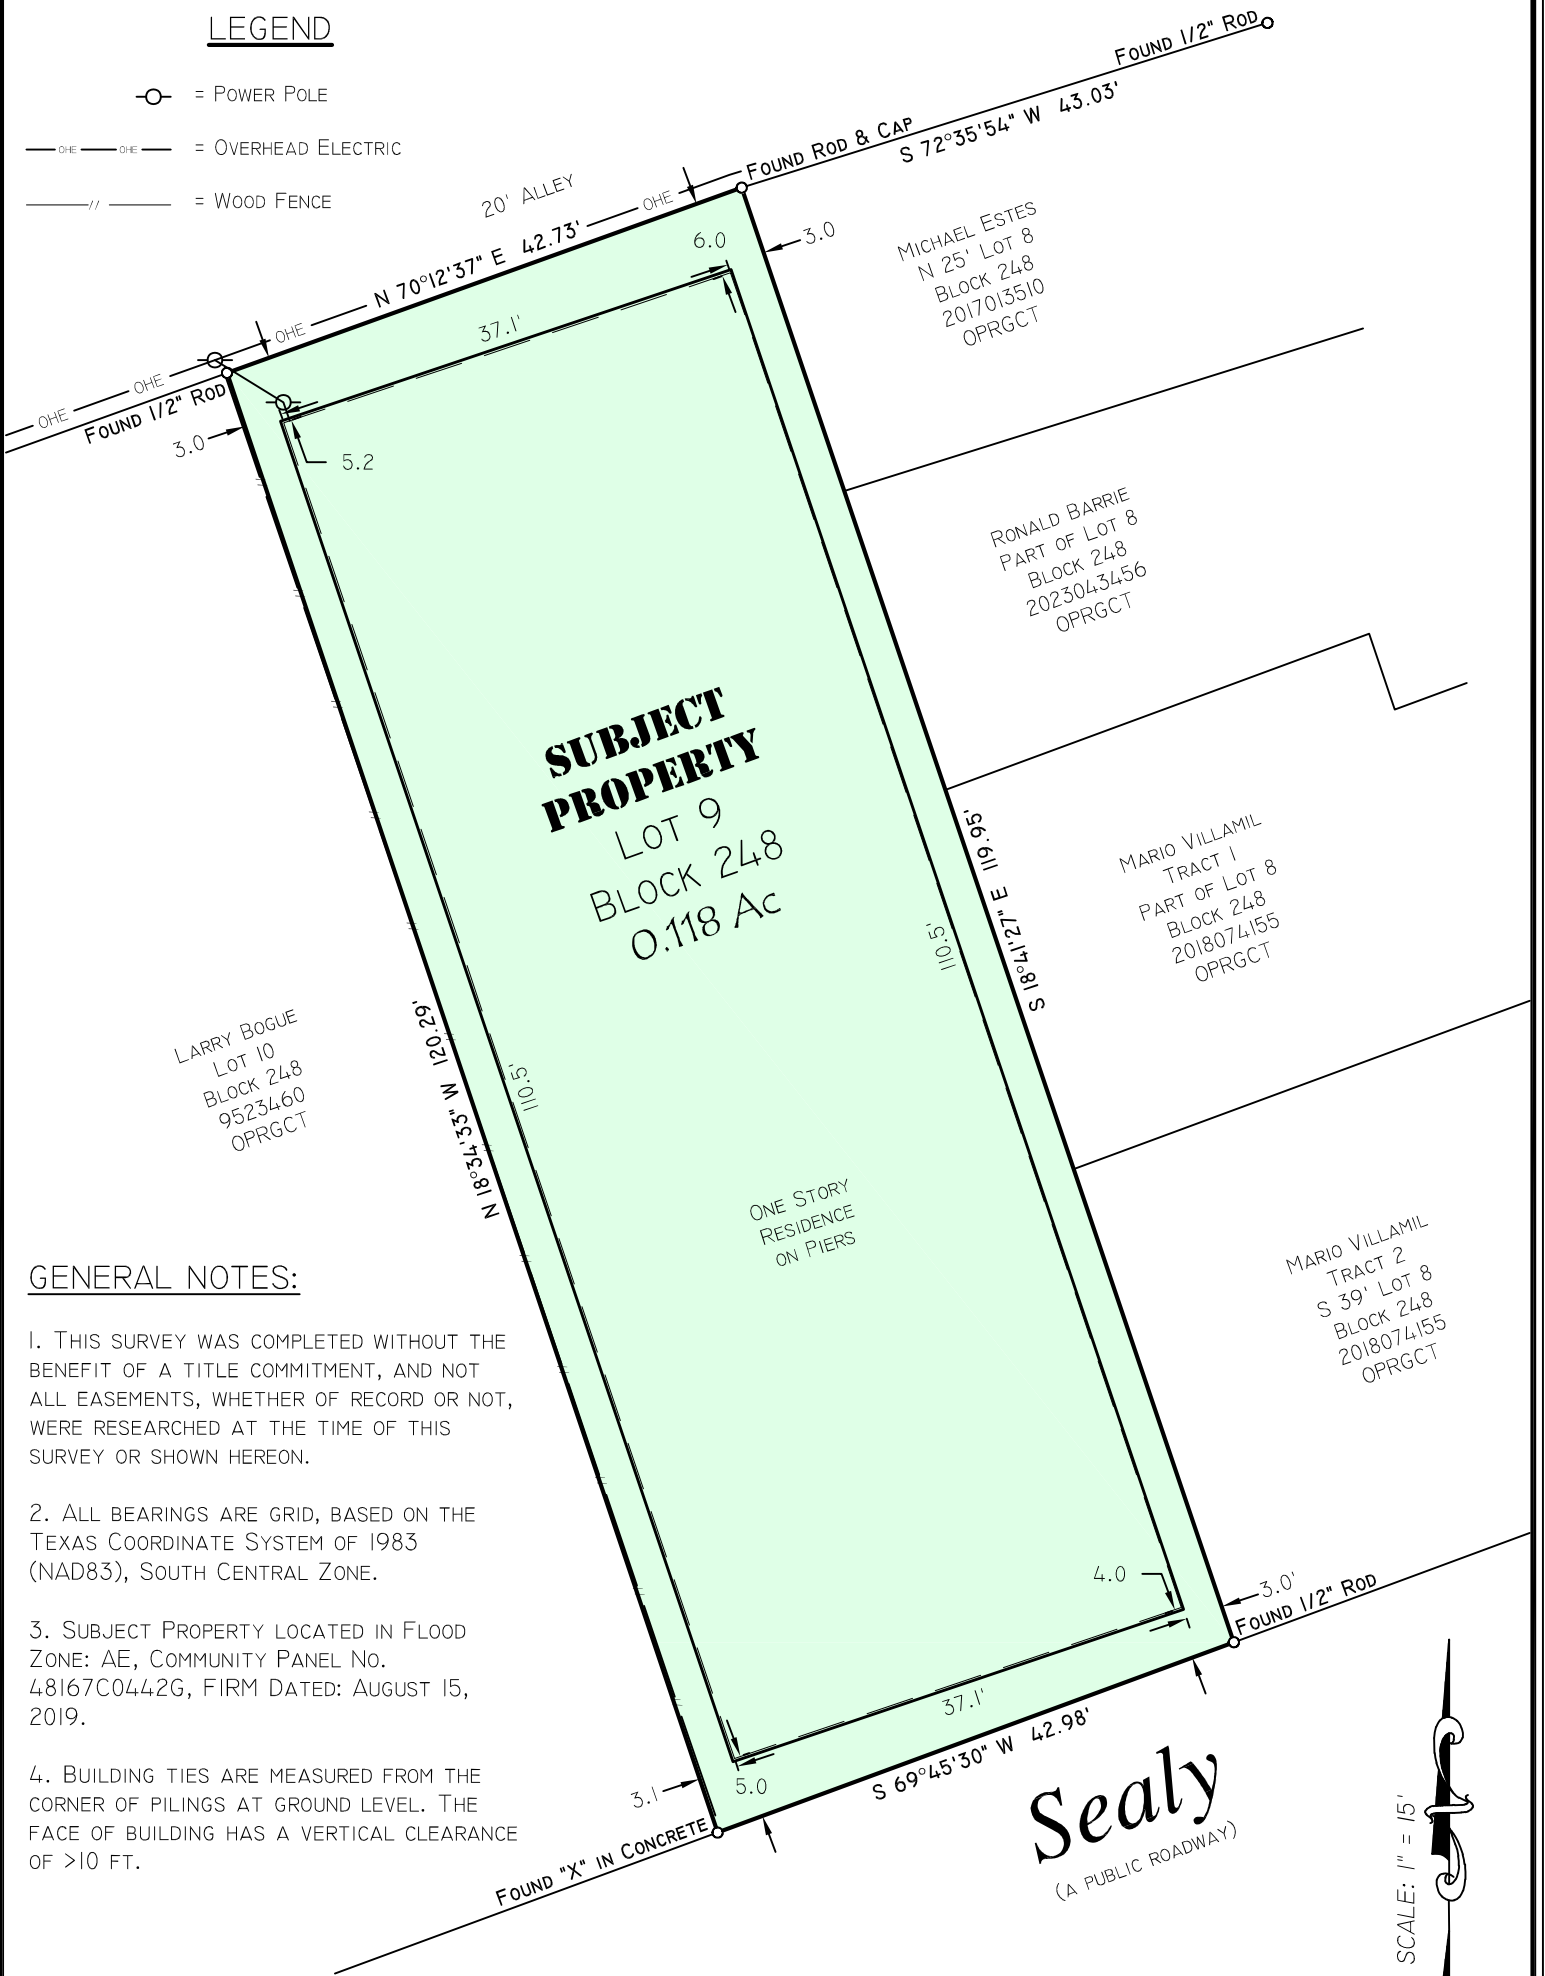 LEGEND
= POWER POLE
OHE OHE = OVERHEAD ELECTRIC
// = WOOD FENCE
FOUND 1/2" ROD
S 72°35'54" W 43.03'
FOUND ROD & CAP
20' ALLEY
OHE
N 70°12'37" E 42.73'
OHE
OHE
OHE
FOUND 1/2" ROD
3.0
6.0
3.0
37.1'
5.2
MICHAEL ESTES
N 25' LOT 8
BLOCK 248
2017013510
OPRGCT
RONALD BARRIE
PART OF LOT 8
BLOCK 248
2023043456
OPRGCT
SUBJECT
PROPERTY
LOT 9
BLOCK 248
0.118 AC
S 18°41'27" E 119.95'
110.5'
MARIO VILLAMIL
TRACT 1
PART OF LOT 8
BLOCK 248
2018074155
OPRGCT
LARRY BOGUE
LOT 10
BLOCK 248
9523460
OPRGCT
N 18°34'33" W 120.29'
110.5'
ONE STORY
RESIDENCE
ON PIERS
MARIO VILLAMIL
TRACT 2
S 39' LOT 8
BLOCK 248
2018074155
OPRGCT
GENERAL NOTES:
1. THIS SURVEY WAS COMPLETED WITHOUT THE
BENEFIT OF A TITLE COMMITMENT, AND NOT
ALL EASEMENTS, WHETHER OF RECORD OR NOT,
WERE RESEARCHED AT THE TIME OF THIS
SURVEY OR SHOWN HEREON.
2. ALL BEARINGS ARE GRID, BASED ON THE
TEXAS COORDINATE SYSTEM OF 1983
(NAD83), SOUTH CENTRAL ZONE.
3. SUBJECT PROPERTY LOCATED IN FLOOD
ZONE: AE, COMMUNITY PANEL NO.
48167C0442G, FIRM DATED: AUGUST 15,
2019.
4. BUILDING TIES ARE MEASURED FROM THE
CORNER OF PILINGS AT GROUND LEVEL. THE
FACE OF BUILDING HAS A VERTICAL CLEARANCE
OF >10 FT.
4.0
3.0'
FOUND 1/2" ROD
37.1'
S 69°45'30" W 42.98'
5.0
3.1
FOUND "X" IN CONCRETE
Sealy
(A PUBLIC ROADWAY)
SCALE: 1" = 15'